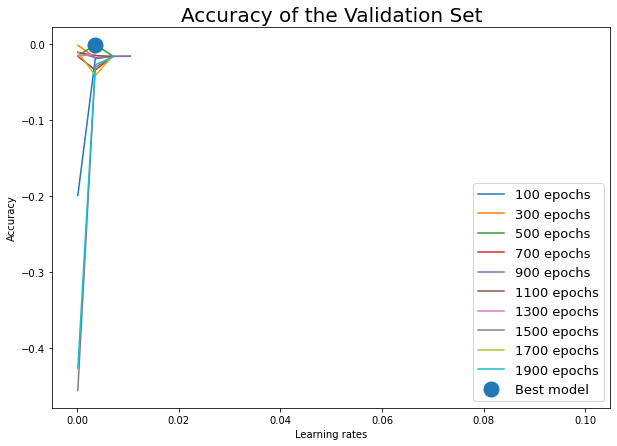 Accuracy of the Validation Set
0.0
−0.1
−0.2
−0.3
−0.4
Accuracy
100 epochs
300 epochs
500 epochs
700 epochs
900 epochs
1100 epochs
1300 epochs
1500 epochs
1700 epochs
1900 epochs
Best model
0.00 0.02 0.04 0.06 0.08 0.10
Learning rates